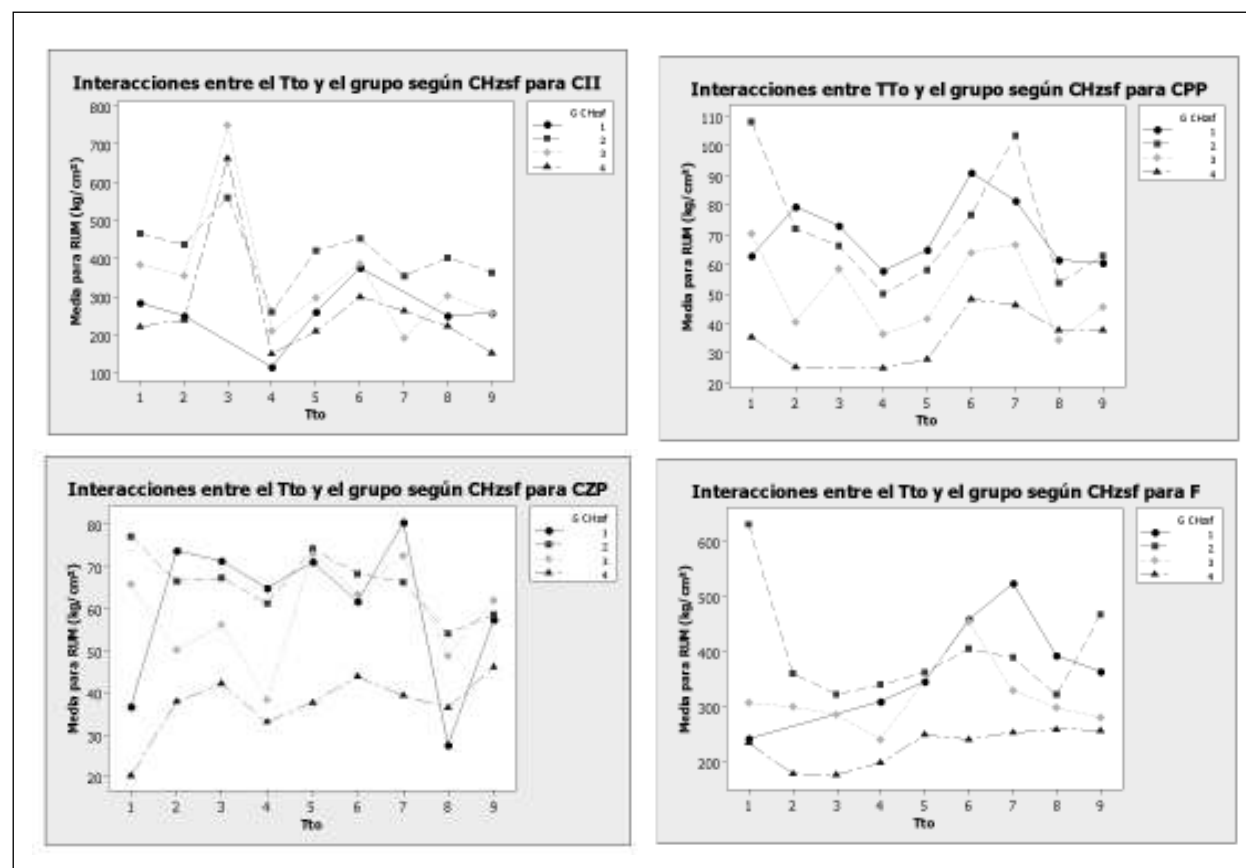 Interacciones entre el Tto y el grupo según CHzsf para CII
Media para RUM (kg/cm²)
800
700
600
500
400
300
200
100
1 2 3 4 5 6 7 8 9
Tto
G CHzsf
1
2
3
4
Interacciones entre TTo y el grupo según CHzsf para CPP
Media para RUM (kg/cm²)
110
100
90
80
70
60
50
40
30
20
1 2 3 4 5 6 7 8 9
Tto
G CHzsf
1
2
3
4
Interacciones entre el Tto y el grupo según CHzsf para CZP
Media para RUM (kg/cm²)
80
70
60
50
40
30
20
1 2 3 4 5 6 7 8 9
Tto
G CHzsf
1
2
3
4
Interacciones entre el Tto y el grupo según CHzsf para F
Media para RUM (kg/cm²)
600
500
400
300
200
1 2 3 4 5 6 7 8 9
Tto
G CHzsf
1
2
3
4